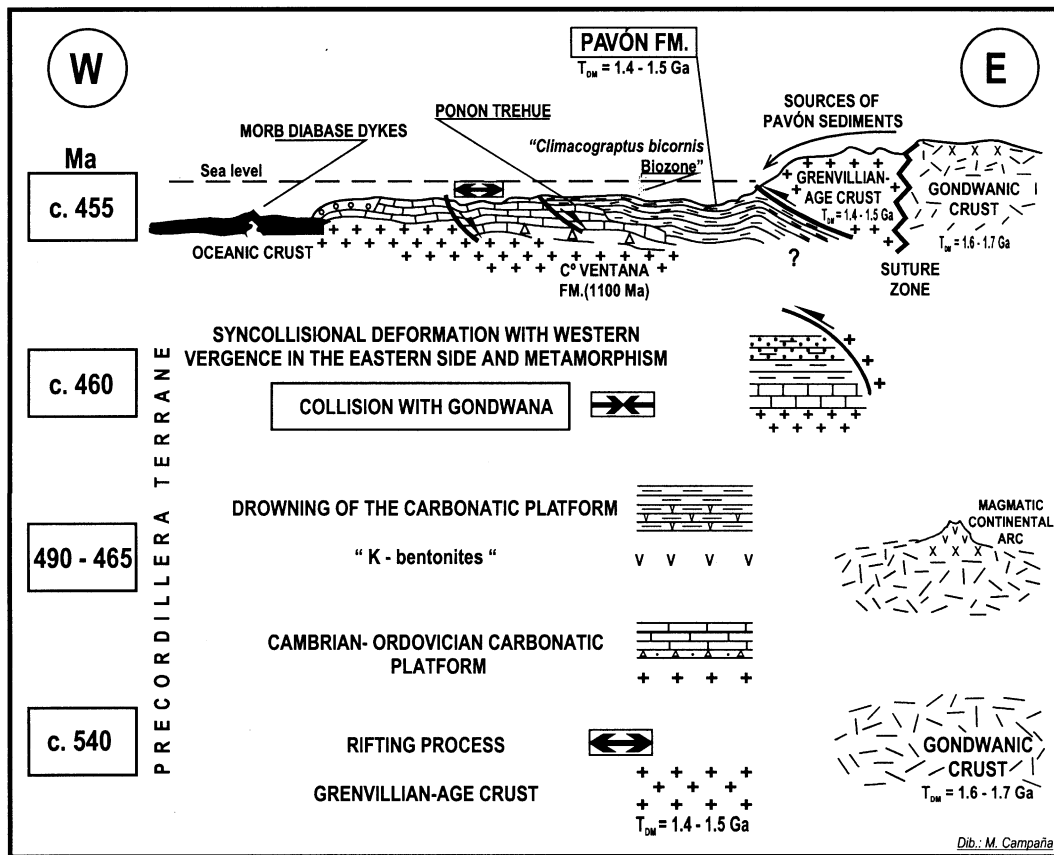 W
E
PAVÓN FM.
T_DM = 1.4 - 1.5 Ga
SOURCES OF
PAVÓN SEDIMENTS
PONON TREHUE
MORB DIABASE DYKES
"Climacograptus bicornis
Biozone"
Ma
Sea level
c. 455
GRENVILLIAN-
AGE CRUST
T_DM = 1.4 - 1.5 Ga
GONDWANIC
CRUST
T_DM = 1.6 - 1.7 Ga
OCEANIC CRUST
Cº VENTANA
FM.(1100 Ma)
?
SUTURE
ZONE
PRECORDILLERA TERRANE
c. 460
SYNCOLLISIONAL DEFORMATION WITH WESTERN
VERGENCE IN THE EASTERN SIDE AND METAMORPHISM
COLLISION WITH GONDWANA
490 - 465
DROWNING OF THE CARBONATIC PLATFORM
“ K - bentonites “
MAGMATIC
CONTINENTAL
ARC
CAMBRIAN- ORDOVICIAN CARBONATIC
PLATFORM
c. 540
RIFTING PROCESS
GRENVILLIAN-AGE CRUST
T_DM = 1.4 - 1.5 Ga
GONDWANIC
CRUST
T_DM = 1.6 - 1.7 Ga
Dib.: M. Campaña